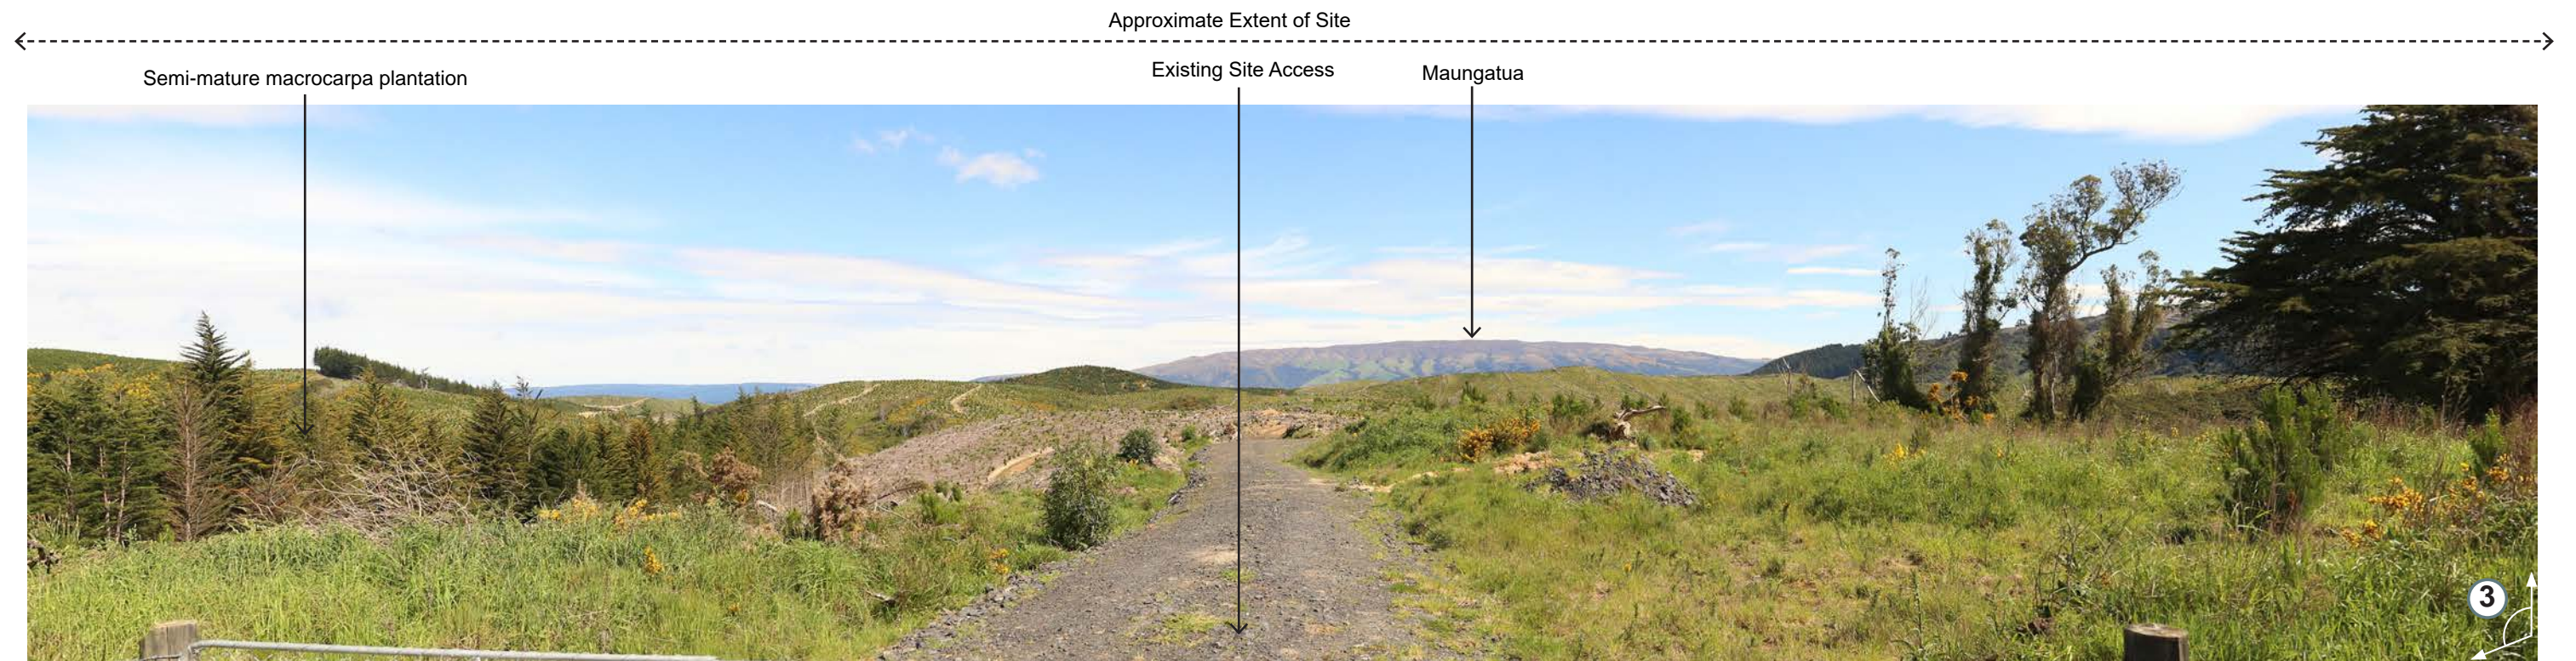 Approximate Extent of Site
Semi-mature macrocarpa plantation
Existing Site Access
Maungatua
3